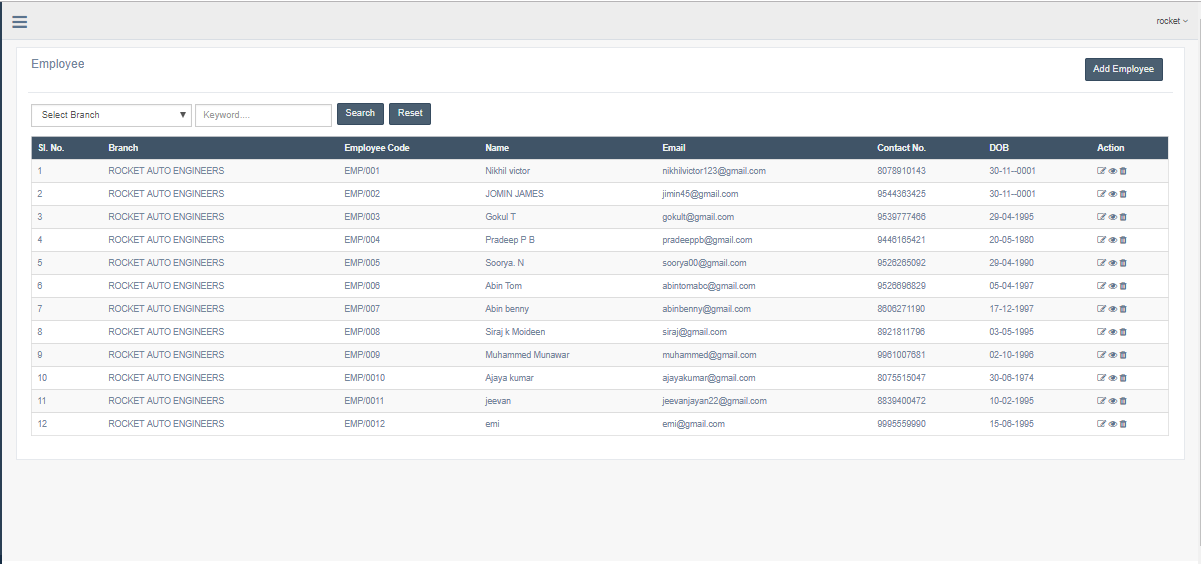 rocket
Employee
Add Employee
Select Branch Keyword.... Search Reset
Sl. No. Branch Employee Code Name Email Contact No. DOB Action
1 ROCKET AUTO ENGINEERS EMP/001 Nikhil victor nikhilvictor123@gmail.com 8078910143 30-11--0001
2 ROCKET AUTO ENGINEERS EMP/002 JOMIN JAMES jimin45@gmail.com 9544363425 30-11--0001
3 ROCKET AUTO ENGINEERS EMP/003 Gokul T gokult@gmail.com 9539777466 29-04-1995
4 ROCKET AUTO ENGINEERS EMP/004 Pradeep P B pradeeppb@gmail.com 9446165421 20-05-1980
5 ROCKET AUTO ENGINEERS EMP/005 Soorya. N soorya00@gmail.com 9526265092 29-04-1990
6 ROCKET AUTO ENGINEERS EMP/006 Abin Tom abintomabc@gmail.com 9526696829 05-04-1997
7 ROCKET AUTO ENGINEERS EMP/007 Abin benny abinbenny@gmail.com 8606271190 17-12-1997
8 ROCKET AUTO ENGINEERS EMP/008 Siraj k Moideen siraj@gmail.com 8921811796 03-05-1995
9 ROCKET AUTO ENGINEERS EMP/009 Muhammed Munawar muhammed@gmail.com 9961007681 02-10-1996
10 ROCKET AUTO ENGINEERS EMP/0010 Ajaya kumar ajayakumar@gmail.com 8075515047 30-06-1974
11 ROCKET AUTO ENGINEERS EMP/0011 jeevan jeevanjayan22@gmail.com 8839400472 10-02-1995
12 ROCKET AUTO ENGINEERS EMP/0012 emi emi@gmail.com 9995559990 15-06-1995